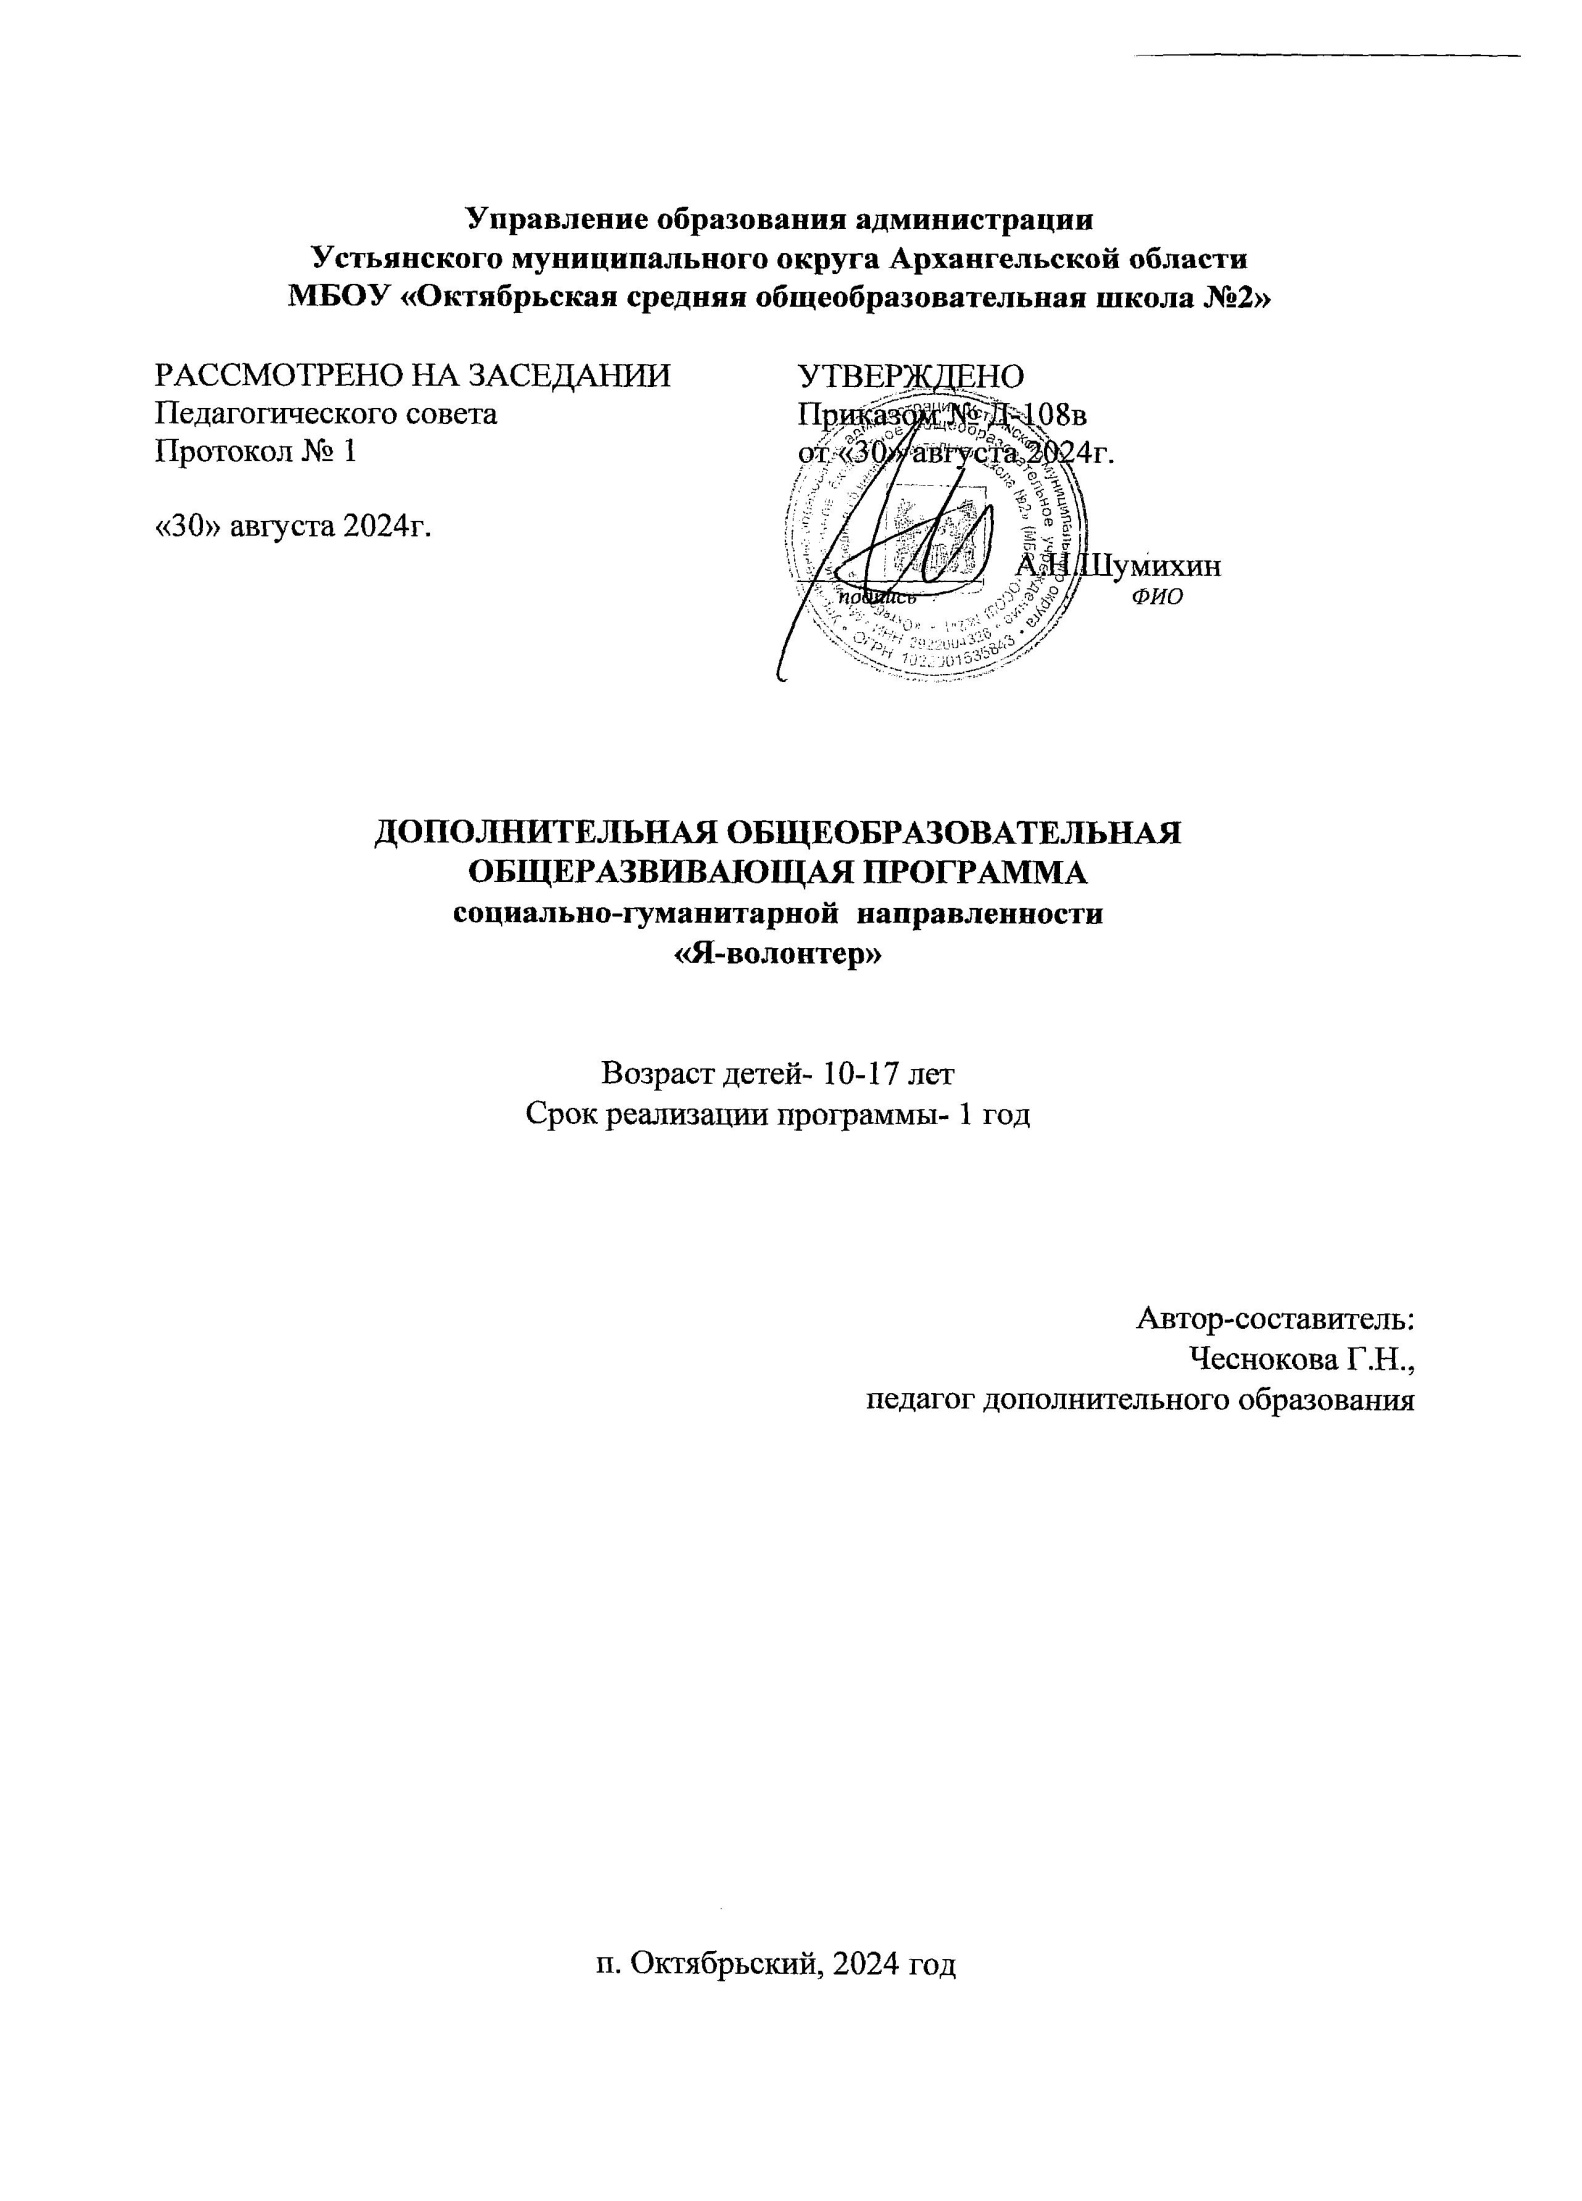 Управление образования администрации
Устьянского муниципального округа Архангельской области
МБОУ «Октябрьская средняя общеобразовательная школа №2»
РАССМОТРЕНО НА ЗАСЕДАНИИ
Педагогического совета
Протокол № 1
«30» августа 2024г.
УТВЕРЖДЕНО
Приказом № Д-108в
от «30» августа 2024г.
А.Н.Шумихин
подпись
ФИО
ДОПОЛНИТЕЛЬНАЯ ОБЩЕОБРАЗОВАТЕЛЬНАЯ
ОБЩЕРАЗВИВАЮЩАЯ ПРОГРАММА
социально-гуманитарной направленности
«Я-волонтер»
Возраст детей- 10-17 лет
Срок реализации программы- 1 год
Автор-составитель:
Чеснокова Г.Н.,
педагог дополнительного образования
п. Октябрьский, 2024 год